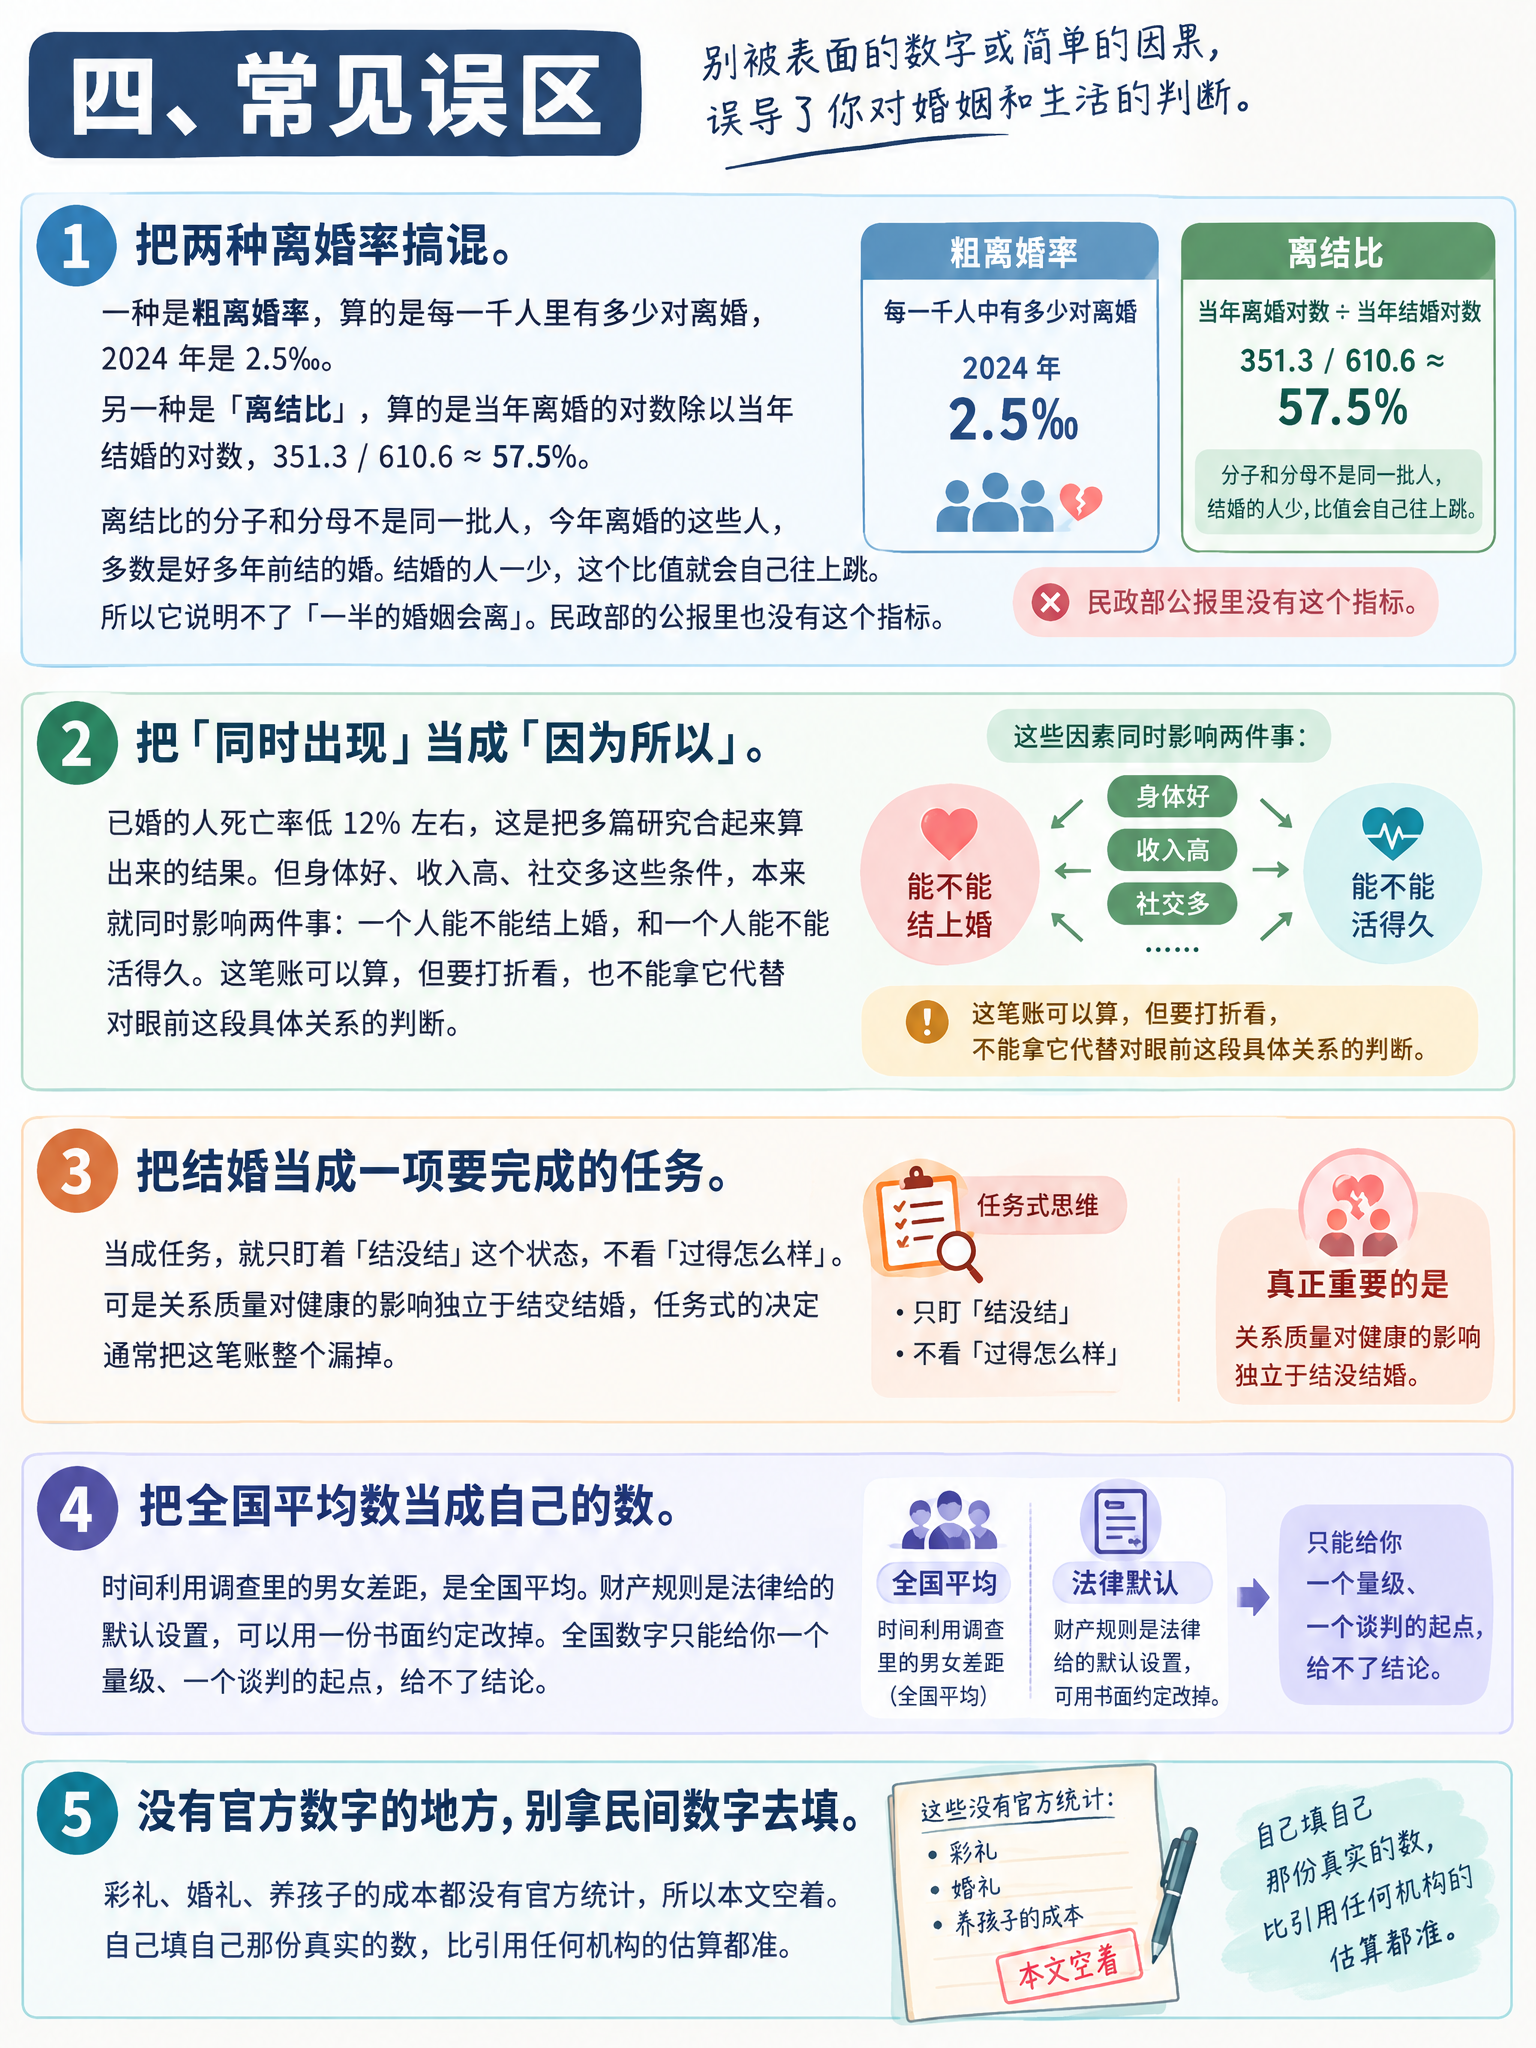 四、常见误区
别被表面的数字或简单的因果，
误导了你对婚姻和生活的判断。
1 把两种离婚率搞混。
一种是粗离婚率，算的是每一千人里有多少对离婚，
2024 年是 2.5‰。
另一种是「离结比」，算的是当年离婚的对数除以当年
结婚的对数，351.3 / 610.6 ≈ 57.5%。
离结比的分子和分母不是同一批人，今年离婚的这些人，
多数是好多年前结的婚。结婚的人一少，这个比值就会自己往上跳。
所以它说明不了「一半的婚姻会离」。民政部的公报里也没有这个指标。
粗离婚率
每一千人中有多少对离婚
2024 年
2.5‰
离结比
当年离婚对数 ÷ 当年结婚对数
351.3 / 610.6 ≈
57.5%
分子和分母不是同一批人，
结婚的人少，比值会自己往上跳。
民政部公报里没有这个指标。
2 把「同时出现」当成「因为所以」。
已婚的人死亡率低 12% 左右，这是把多篇研究合起来算
出来的结果。但身体好、收入高、社交多这些条件，本来
就同时影响两件事：一个人能不能结上婚，和一个人能不能
活得久。这笔账可以算，但要打折看，也不能拿它代替
对眼前这段具体关系的判断。
这些因素同时影响两件事：
能不能
结上婚
身体好
收入高
社交多
……
能不能
活得久
这笔账可以算，但要打折看，
不能拿它代替对眼前这段具体关系的判断。
3 把结婚当成一项要完成的任务。
当成任务，就只盯着「结没结」这个状态，不看「过得怎么样」。
可是关系质量对健康的影响独立于结结婚，任务式的决定
通常把这笔账整个漏掉。
任务式思维
• 只盯「结没结」
• 不看「过得怎么样」
真正重要的是
关系质量对健康的影响
独立于结没结婚。
4 把全国平均数当成自己的数。
时间利用调查里的男女差距，是全国平均。财产规则是法律给的
默认设置，可以用一份书面约定改掉。全国数字只能给你一个
量级、一个谈判的起点，给不了结论。
全国平均
时间利用调查
里的男女差距
（全国平均）
法律默认
财产规则是法律
给的默认设置，
可用书面约定改掉。
只能给你
一个量级、
一个谈判的起点，
给不了结论。
5 没有官方数字的地方，别拿民间数字去填。
彩礼、婚礼、养孩子的成本都没有官方统计，所以本文空着。
自己填自己那份真实的数，比引用任何机构的估算都准。
这些没有官方统计：
• 彩礼
• 婚礼
• 养孩子的成本
本文空着
自己填自己
那份真实的数，
比引用任何机构的
估算都准。